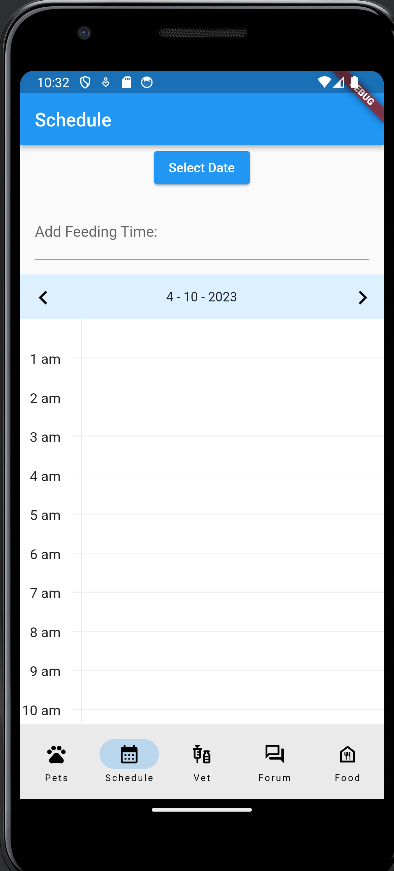 10:32
DEBUG
Schedule
Select Date
Add Feeding Time:
4 - 10 - 2023
1 am
2 am
3 am
4 am
5 am
6 am
7 am
8 am
9 am
10 am
Pets Schedule Vet Forum Food